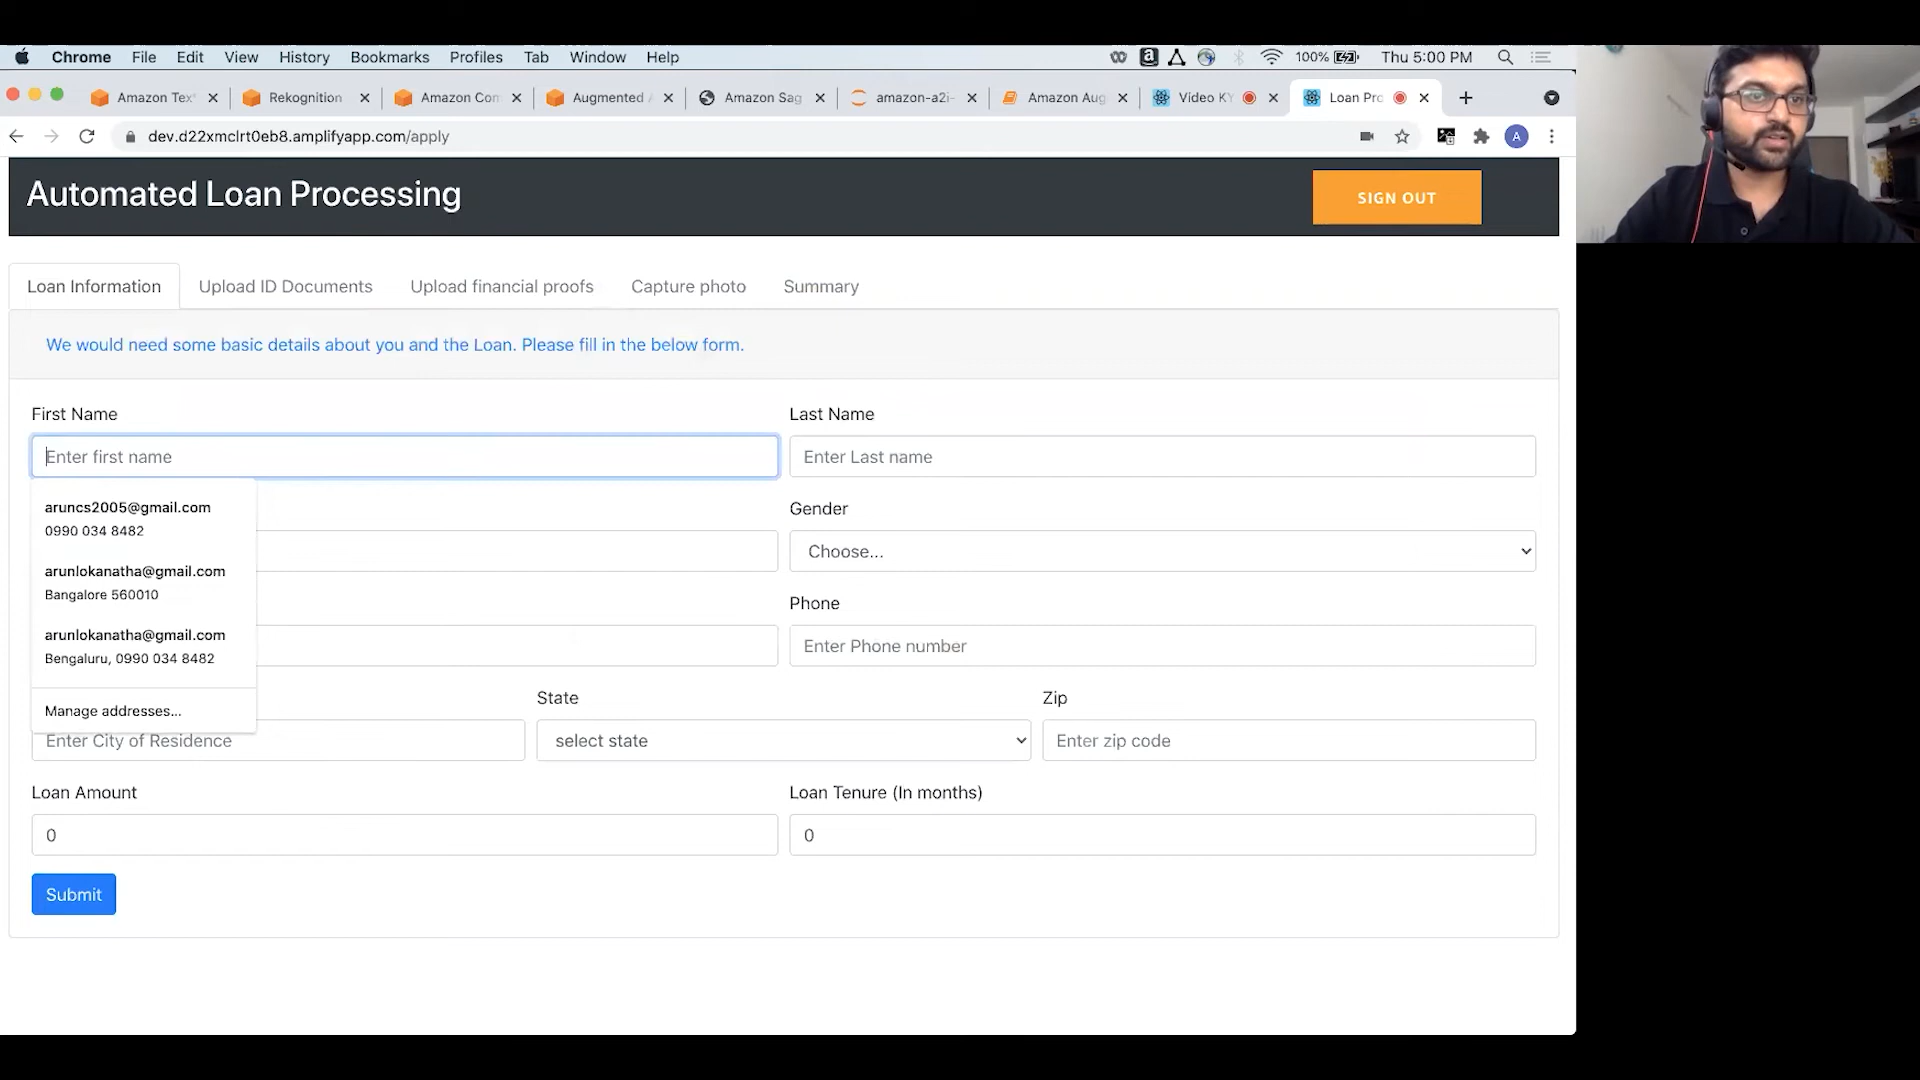 Chrome File Edit View History Bookmarks Profiles Tab Window Help 100% Thu 5:00 PM
Amazon Tex Rekognition Amazon Com Augmented A Amazon Sag amazon-a2i- Amazon Aug Video KY Loan Pro
dev.d22xmclrt0eb8.amplifyapp.com/apply A
Automated Loan Processing SIGN OUT
Loan Information Upload ID Documents Upload financial proofs Capture photo Summary
We would need some basic details about you and the Loan. Please fill in the below form.
First Name Last Name
Enter first name Enter Last name
aruncs2005@gmail.com Gender
0990 034 8482
Choose...
arunlokanatha@gmail.com
Bangalore 560010
Phone
arunlokanatha@gmail.com
Enter Phone number
Bengaluru, 0990 034 8482
State Zip
Manage addresses...
Enter City of Residence select state Enter zip code
Loan Amount Loan Tenure (In months)
0 0
Submit